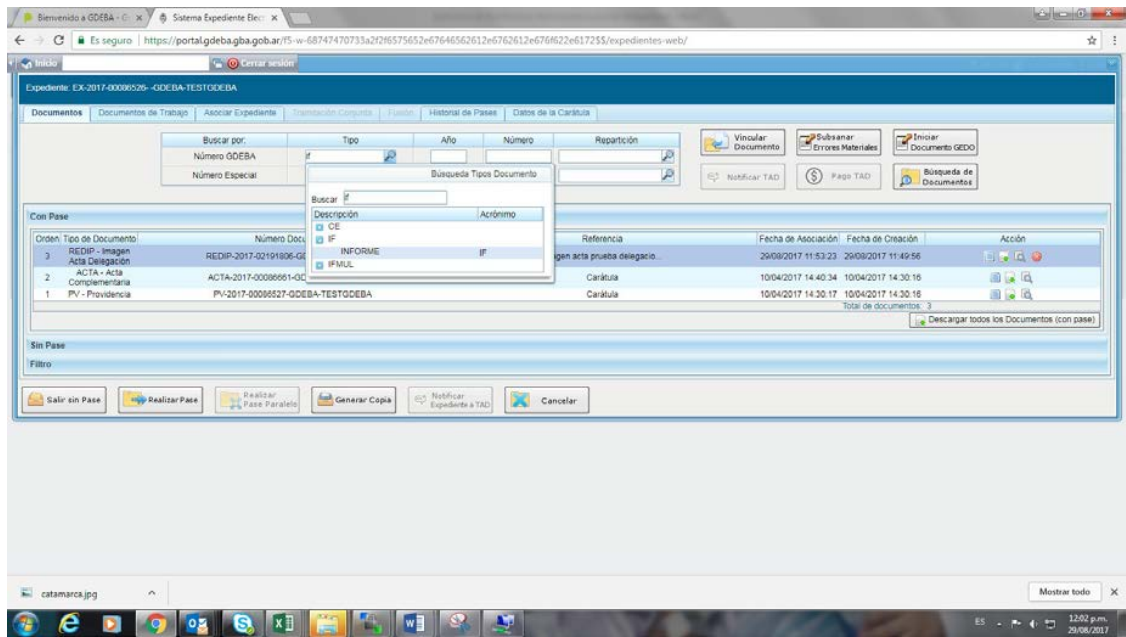 Bienvenido a GDEBA - G
Sistema Expediente Elect
Es seguro
https://portal.gdeba.gba.gob.ar/f5-w-68747470733a2f2f6575652e67646562612e6762612e676f622e6172$$/expedientes-web/
Inicio
Cerrar sesión
Expediente: EX-2017-00086526- -GDEBA-TESTGDEBA
Documentos Documentos de Trabajo Asociar Expediente Tramitación Conjunta Fusión Historial de Pases Datos de la Carátula
Buscar por: Tipo Año Número Repartición
Número GDEBA if
Número Especial
Vincular Documento
Subsanar Errores Materiales
Iniciar Documento GEDO
Notificar TAD
Pago TAD
Búsqueda de Documentos
Búsqueda Tipos Documento
Buscar if
Descripción Acrónimo
CE
IF
INFORME IF
IFMUL
Con Pase
Orden Tipo de Documento Número Docu Referencia Fecha de Asociación Fecha de Creación Acción
3 REDIP - Imagen Acta Delegación REDIP-2017-02191806-GD gen acta prueba delegacio... 29/08/2017 11:53:23 29/08/2017 11:49:56
2 ACTA - Acta Complementaria ACTA-2017-00086661-GD Carátula 10/04/2017 14:40:34 10/04/2017 14:30:16
1 PV - Providencia PV-2017-00086527-GDEBA-TESTGDEBA Carátula 10/04/2017 14:30:17 10/04/2017 14:30:16
Total de documentos: 3
Descargar todos los Documentos (con pase)
Sin Pase
Filtro
Salir sin Pase
Realizar Pase
Realizar Pase Paralelo
Generar Copia
Notificar Expediente a TAD
Cancelar
catamarca.jpg
Mostrar todo
ES
12:02 p.m.
29/08/2017